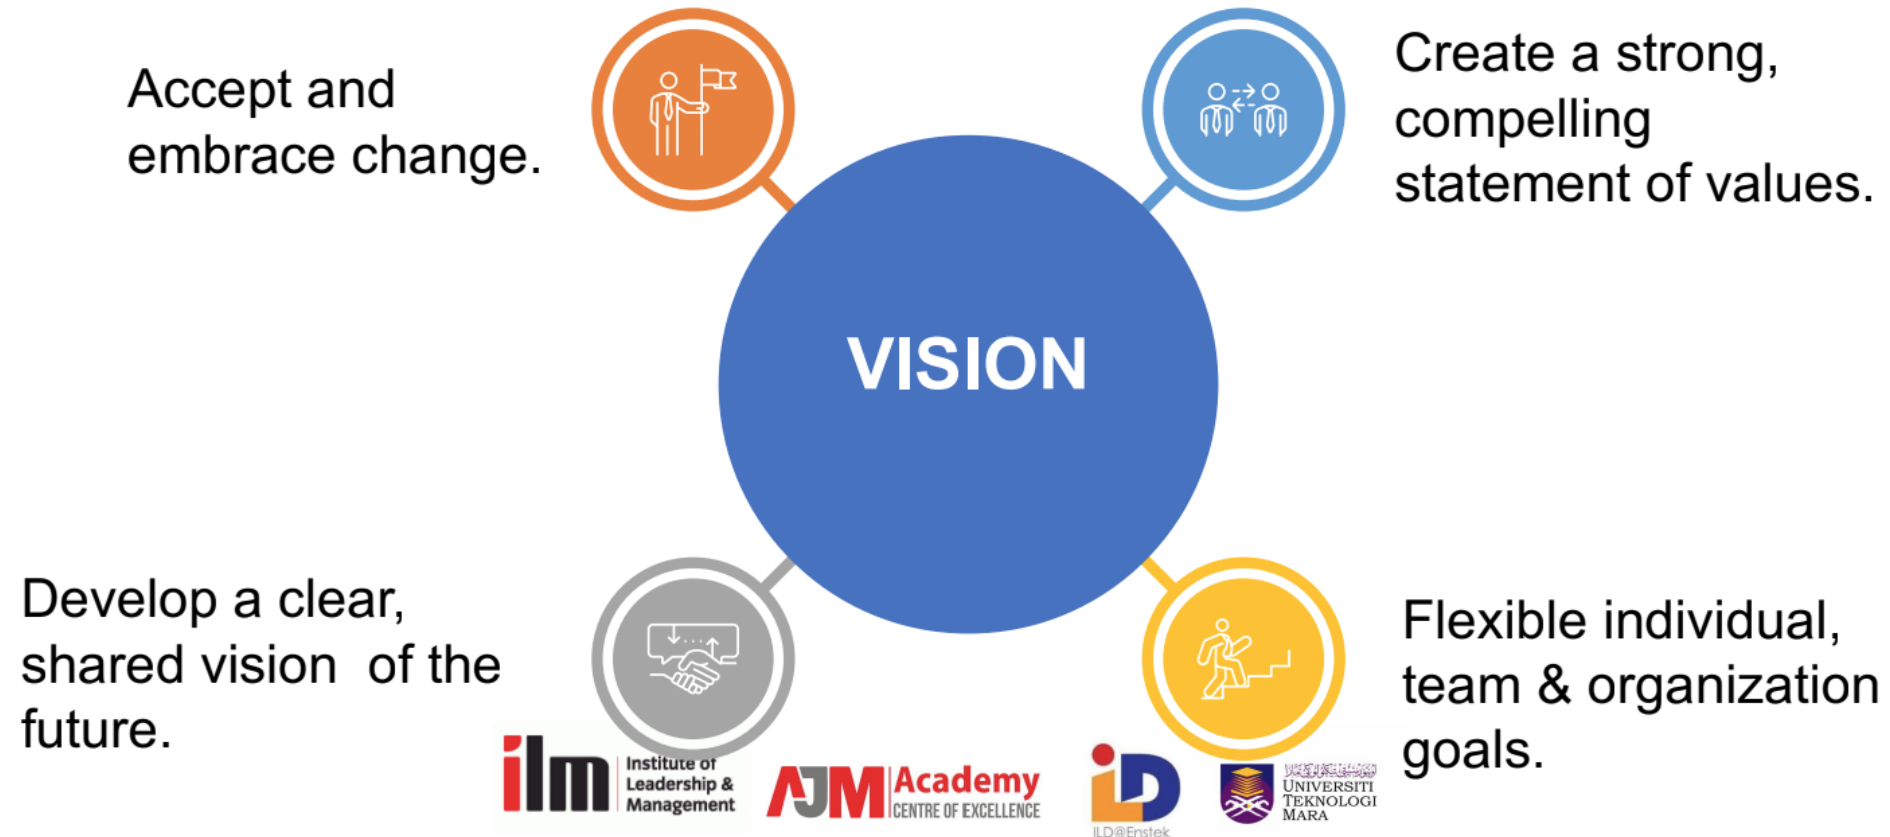 Accept and
embrace change.
Create a strong,
compelling
statement of values.
VISION
Develop a clear,
shared vision of the
future.
Flexible individual,
team & organization
goals.
ilm
Institute of
Leadership &
Management
AJM Academy
CENTRE OF EXCELLENCE
iD
ILD@Enstek
UNIVERSITI
TEKNOLOGI
MARA